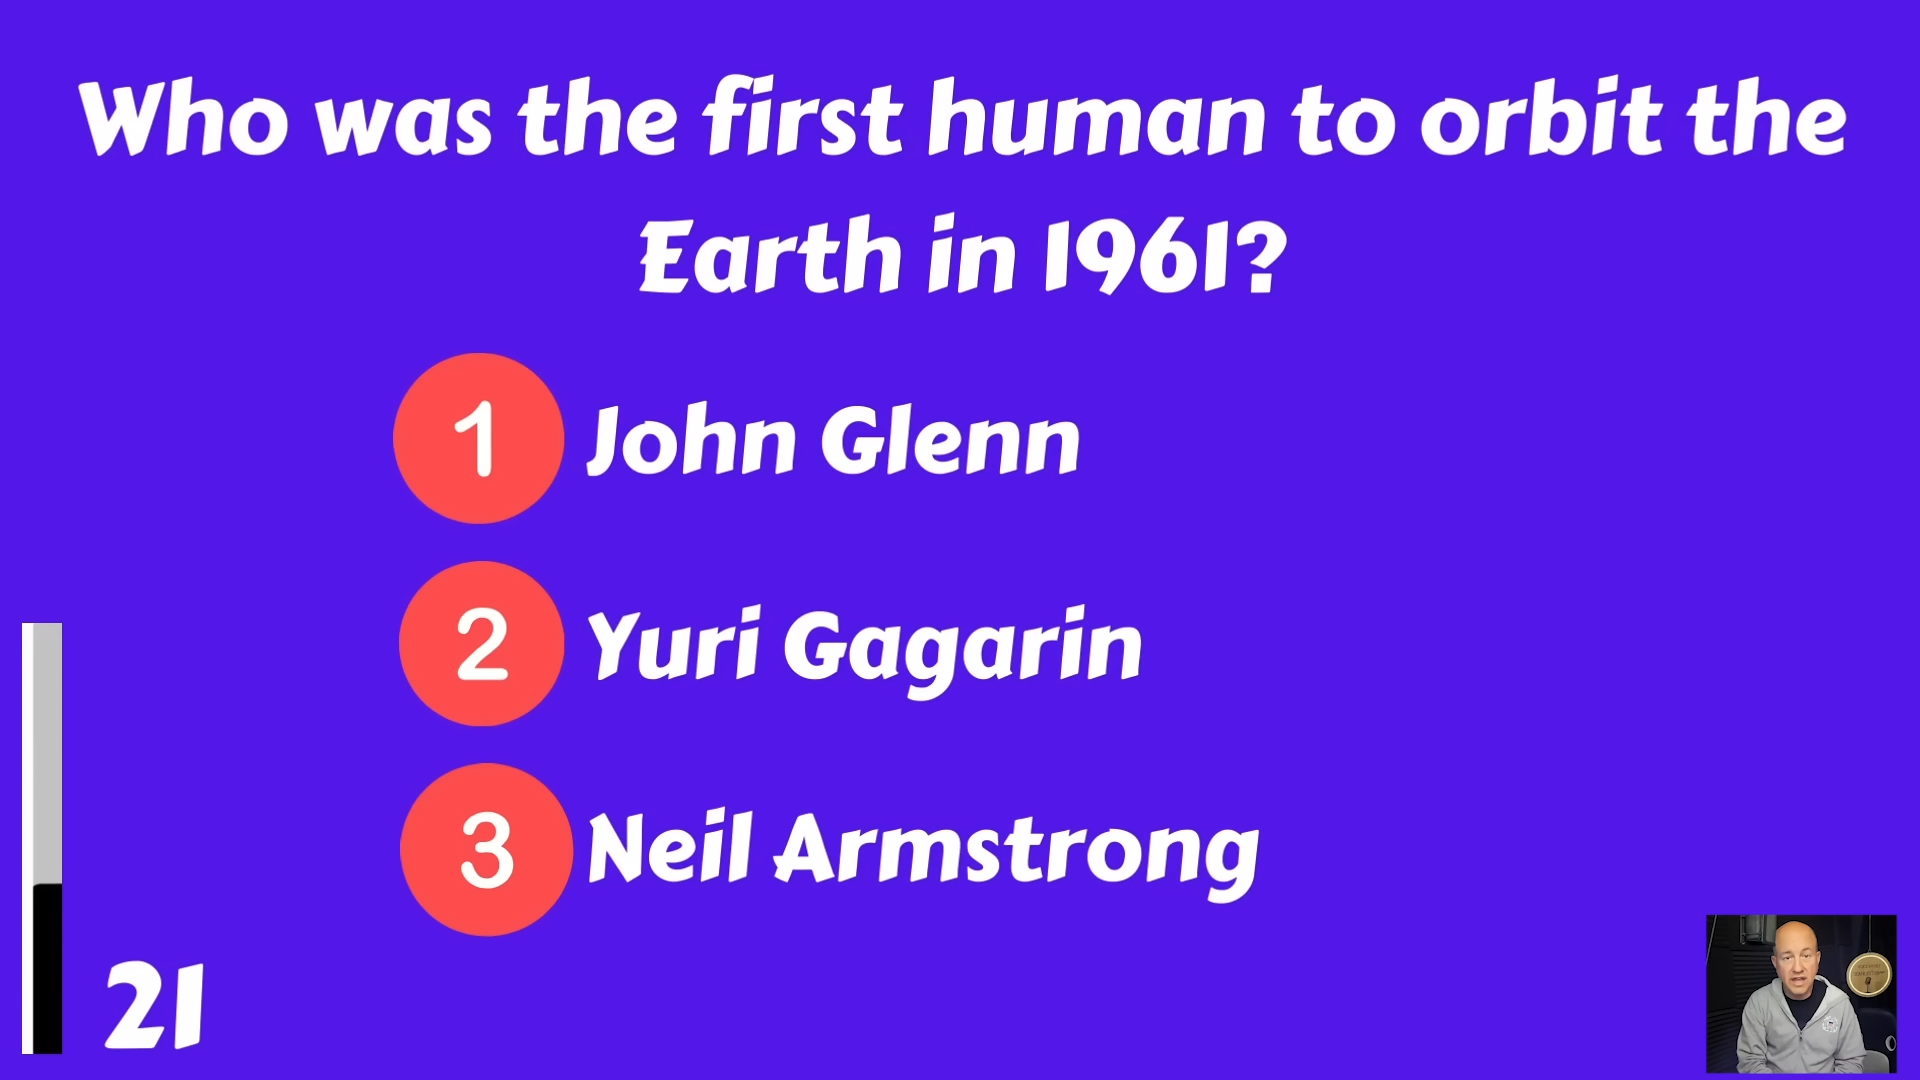 Who was the first human to orbit the
Earth in 1961?
1 John Glenn
2 Yuri Gagarin
3 Neil Armstrong
21